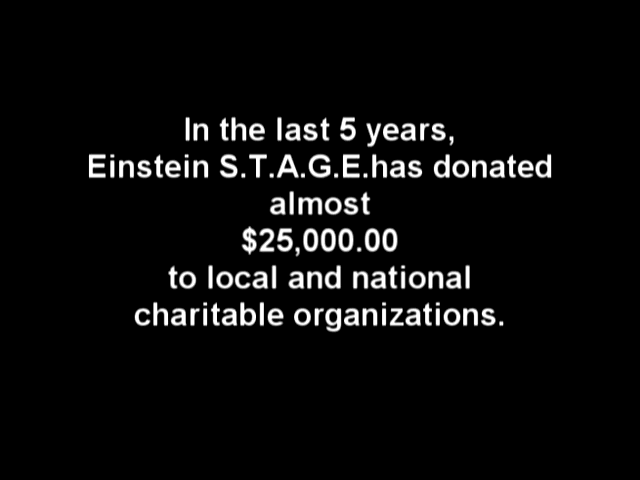 In the last 5 years,
Einstein S.T.A.G.E.has donated
almost
$25,000.00
to local and national
charitable organizations.